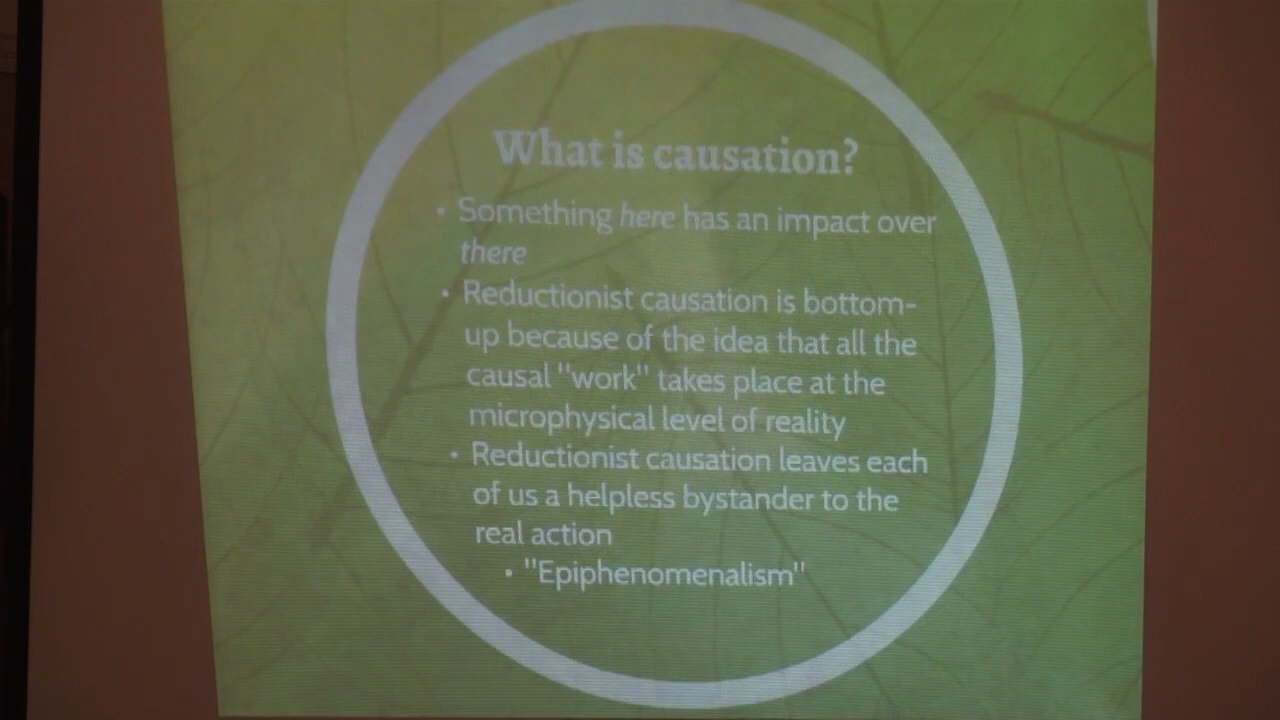 What is causation?
• Something here has an impact over
there
• Reductionist causation is bottom-
up because of the idea that all the
causal "work" takes place at the
microphysical level of reality
• Reductionist causation leaves each
of us a helpless bystander to the
real action
• "Epiphenomenalism"